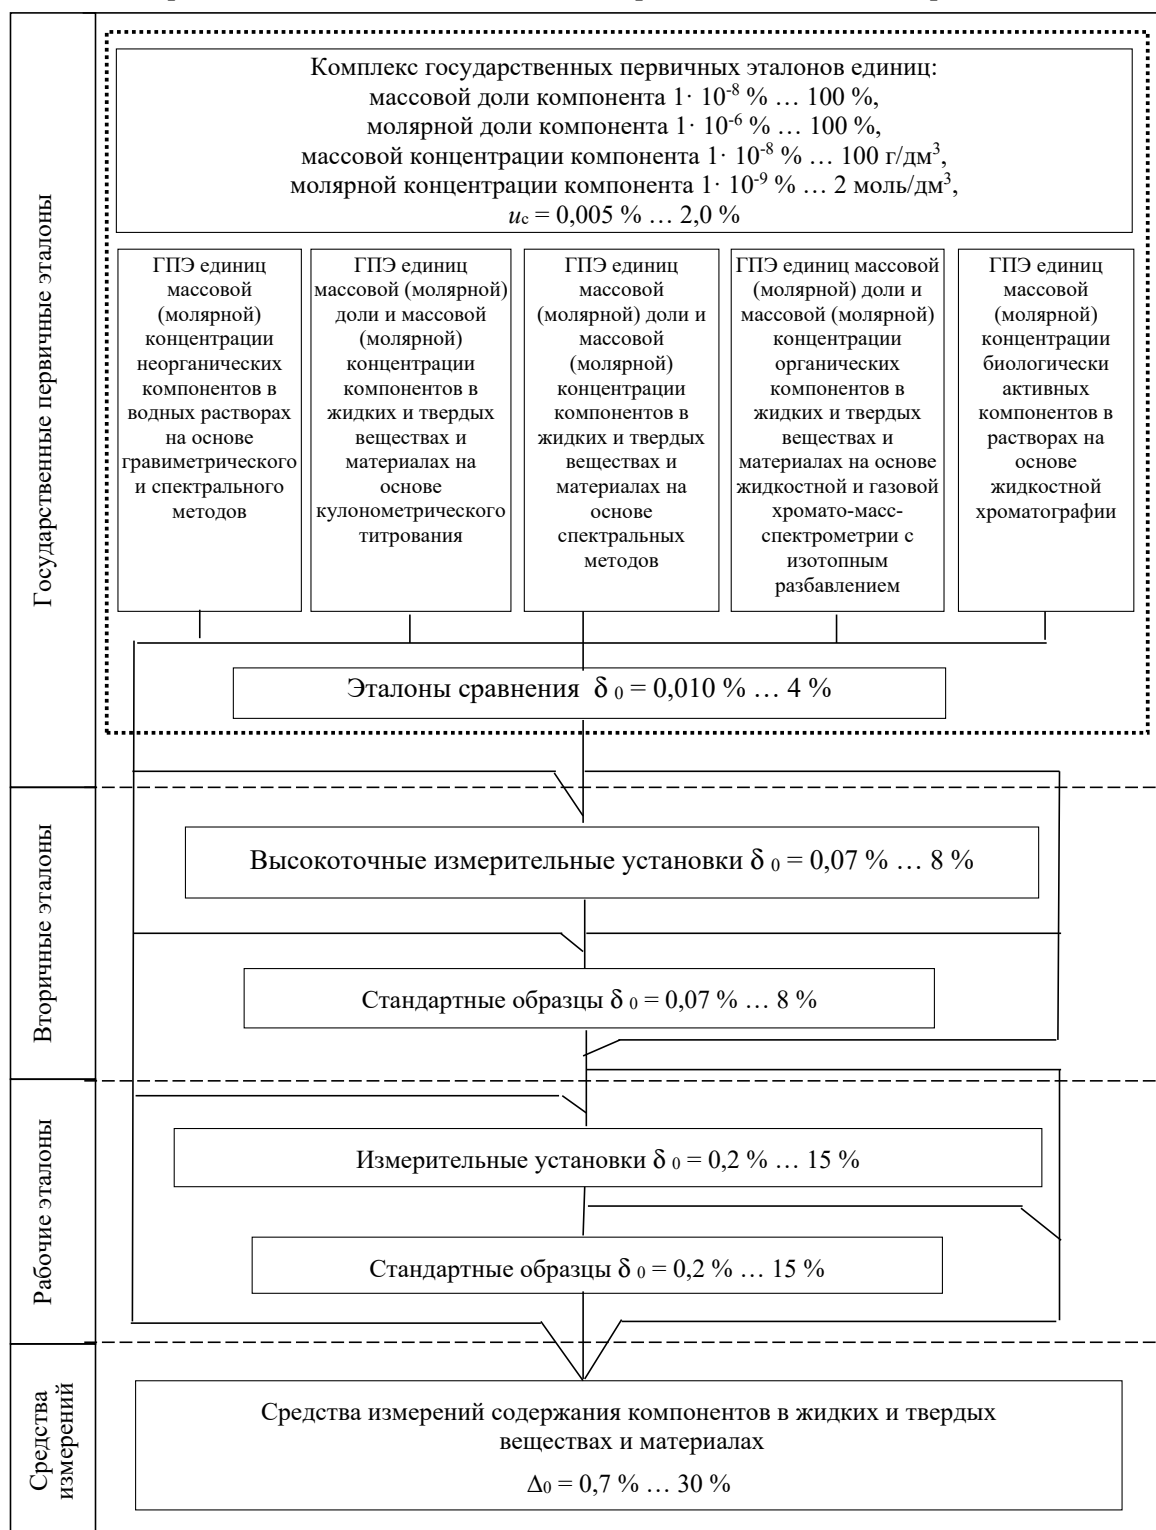 Государственные первичные эталоны
Комплекс государственных первичных эталонов единиц:
массовой доли компонента 1· 10⁻⁸ % … 100 %,
молярной доли компонента 1· 10⁻⁶ % … 100 %,
массовой концентрации компонента 1· 10⁻⁸ % … 100 г/дм³,
молярной концентрации компонента 1· 10⁻⁹ % … 2 моль/дм³,
u_c = 0,005 % … 2,0 %
ГПЭ единиц
массовой
(молярной)
концентрации
неорганических
компонентов в
водных растворах
на основе
гравиметрического
и спектрального
методов
ГПЭ единиц
массовой (молярной)
доли и массовой
(молярной)
концентрации
компонентов в
жидких и твердых
веществах и
материалах на
основе
кулонометрического
титрования
ГПЭ единиц
массовой
(молярной) доли и
массовой
(молярной)
концентрации
компонентов в
жидких и твердых
веществах и
материалах на
основе
спектральных
методов
ГПЭ единиц массовой
(молярной) доли и
массовой (молярной)
концентрации
органических
компонентов в
жидких и твердых
веществах и
материалах на основе
жидкостной и газовой
хромато-масс-
спектрометрии с
изотопным
разбавлением
ГПЭ единиц
массовой
(молярной)
концентрации
биологически
активных
компонентов в
растворах на
основе
жидкостной
хроматографии
Эталоны сравнения δ ₀ = 0,010 % … 4 %
Вторичные эталоны
Высокоточные измерительные установки δ ₀ = 0,07 % … 8 %
Стандартные образцы δ ₀ = 0,07 % … 8 %
Рабочие эталоны
Измерительные установки δ ₀ = 0,2 % … 15 %
Стандартные образцы δ ₀ = 0,2 % … 15 %
Средства
измерений
Средства измерений содержания компонентов в жидких и твердых
веществах и материалах
Δ₀ = 0,7 % … 30 %